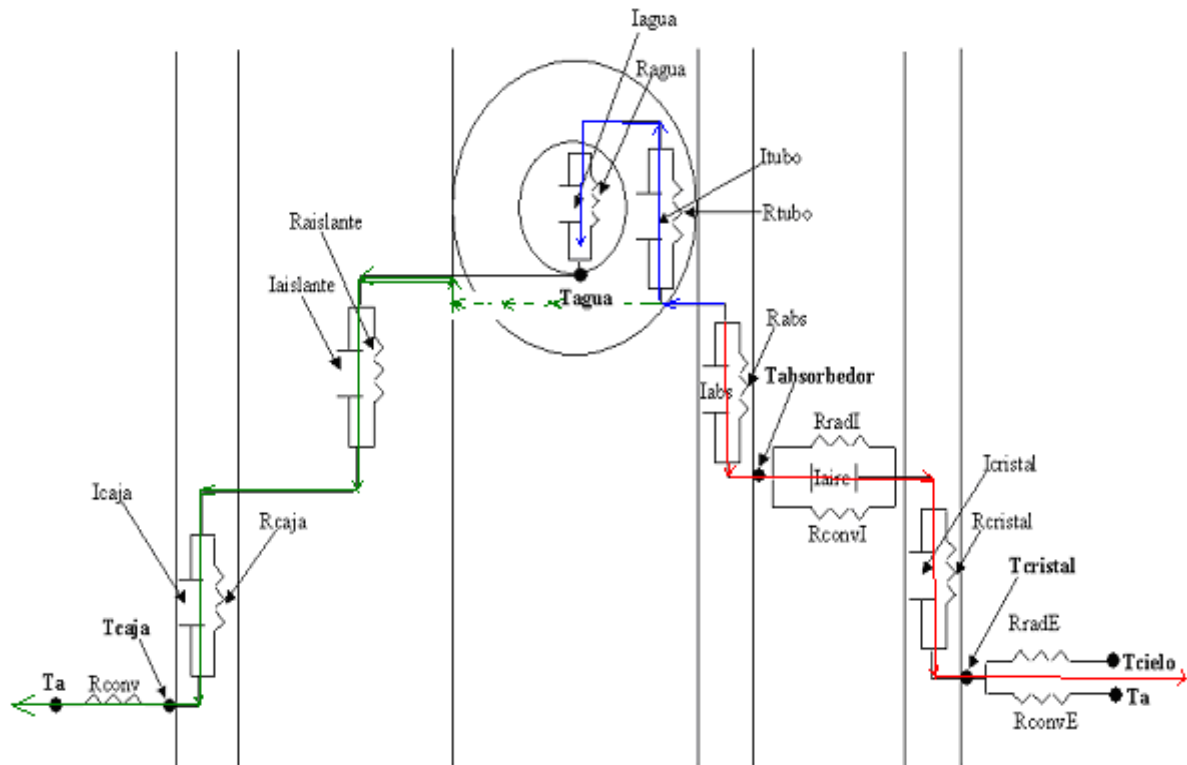 Iagua
Ragua
Itubo
Rtubo
Raislante
Iaislante
Tagua
Rabs
Tabsorbedor
Iabs
RradI
Iaire
RconvI
Icristal
Rcristal
Tcristal
Icaja
Rcaja
Tcaja
Ta
Rconv
RradE
Tcielo
Ta
RconvE